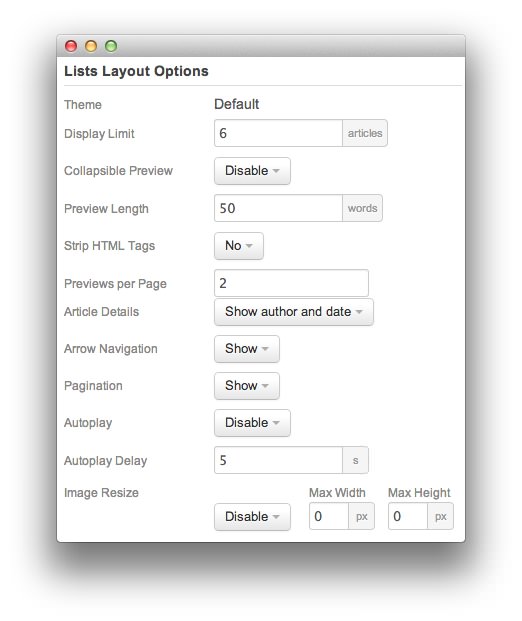 Lists Layout Options
Theme Default
Display Limit 6 articles
Collapsible Preview Disable
Preview Length 50 words
Strip HTML Tags No
Previews per Page 2
Article Details Show author and date
Arrow Navigation Show
Pagination Show
Autoplay Disable
Autoplay Delay 5 s
Image Resize Max Width Max Height
Disable 0 px 0 px